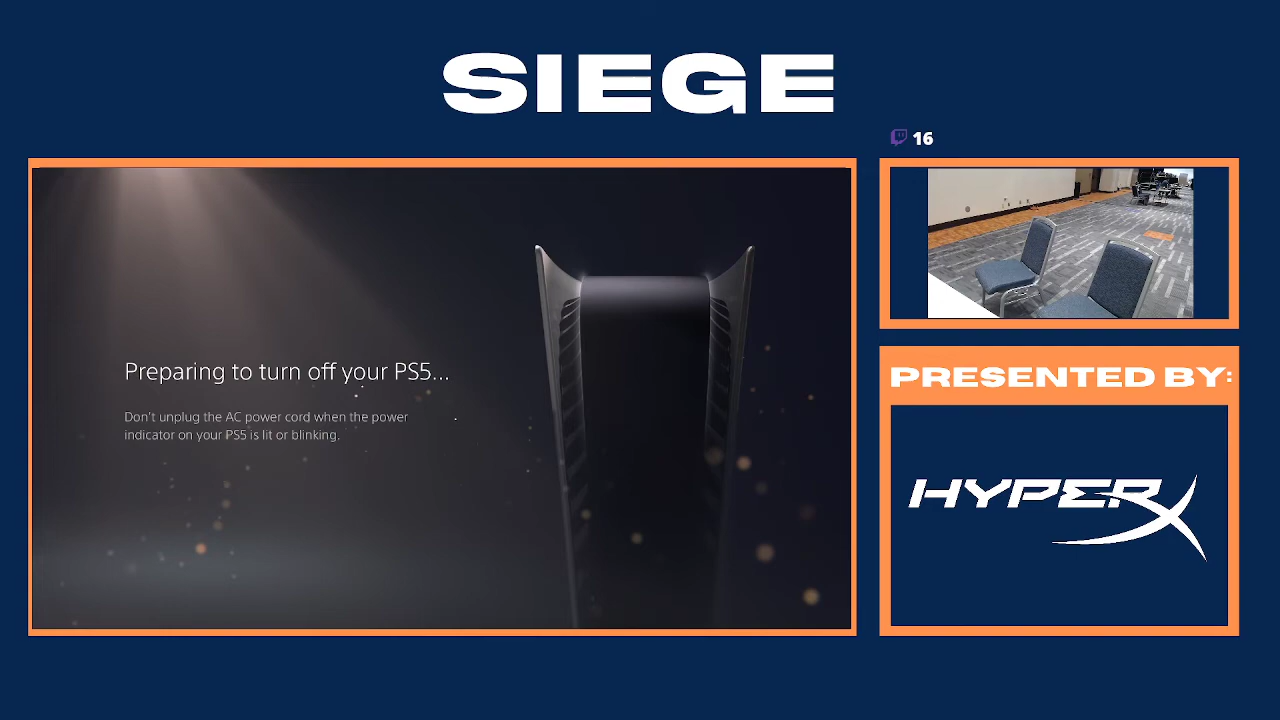 SIEGE
16
Preparing to turn off your PS5...
Don't unplug the AC power cord when the power
indicator on your PS5 is lit or blinking.
PRESENTED BY:
HYPERX